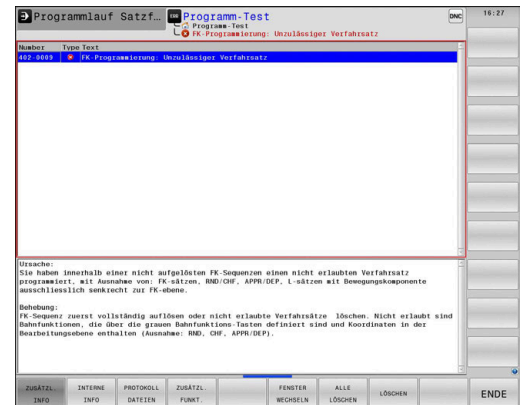 Programmlauf Satzf…
ERR Programm-Test
DNC
16:27
Programm-Test
FK-Programmierung: Unzulässiger Verfahrsatz
Number Type Text
402-0009 FK-Programmierung: Unzulässiger Verfahrsatz
Ursache:
Sie haben innerhalb einer nicht aufgelösten FK-Sequenzen einen nicht erlaubten Verfahrsatz
programmiert, mit Ausnahme von: FK-sätzen, RND/CHF, APPR/DEP, L-sätzen mit Bewegungskomponente
ausschliesslich senkrecht zur FK-ebene.
Behebung:
FK-Sequenz zuerst vollständig auflösen oder nicht erlaubte Verfahrsätze löschen. Nicht erlaubt sind
Bahnfunktionen, die über die grauen Bahnfunktions-Tasten definiert sind und Koordinaten in der
Bearbeitungsebene enthalten (Ausnahme: RND, CHF, APPR/DEP).
ZUSÄTZL. INTERNE PROTOKOLL ZUSÄTZL. FENSTER ALLE LÖSCHEN ENDE
INFO INFO DATEIEN FUNKT. WECHSELN LÖSCHEN